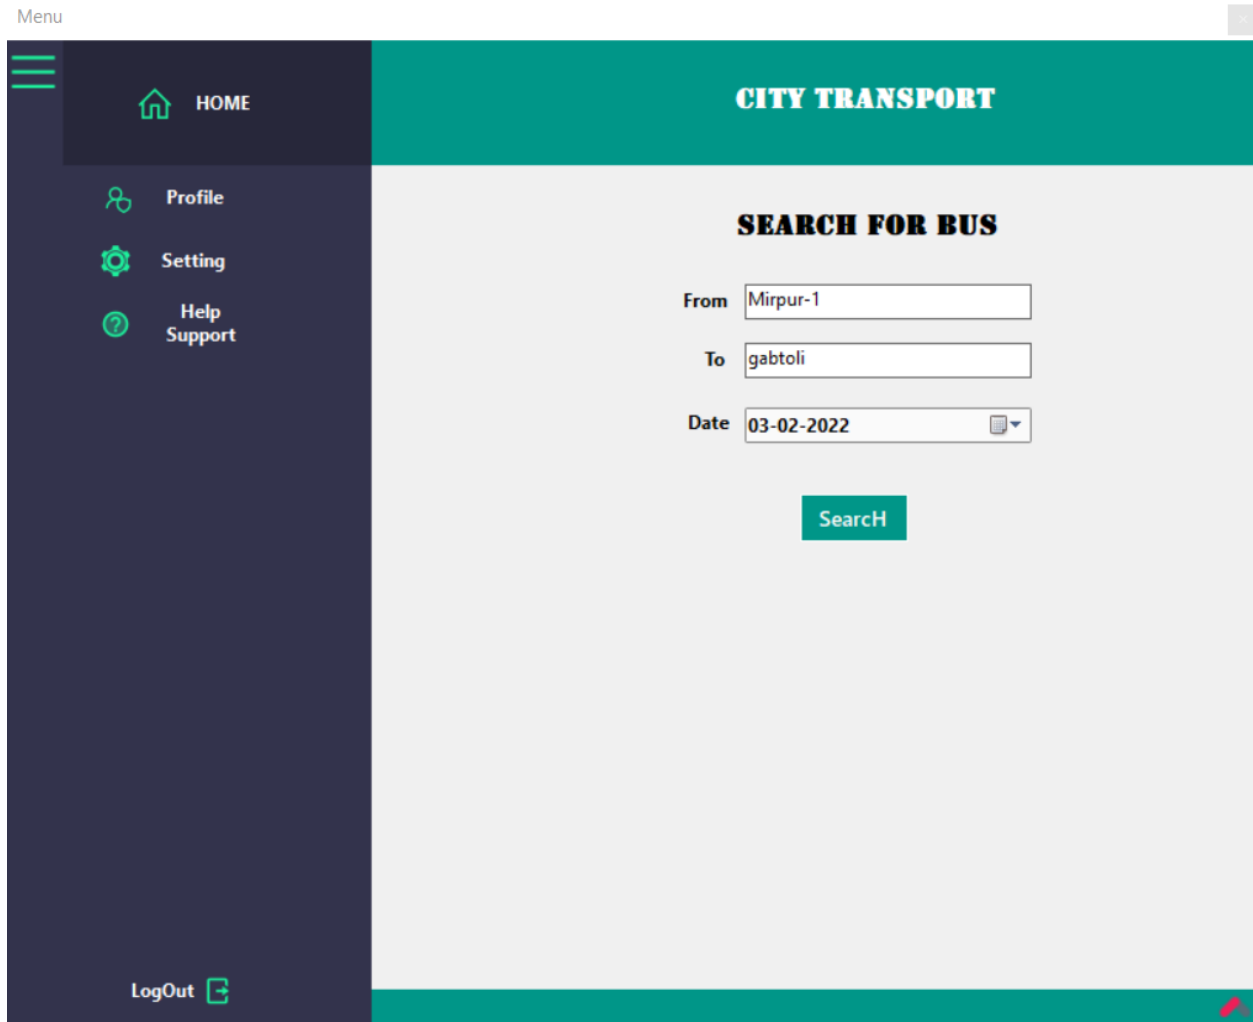 Menu
HOME
Profile
Setting
Help
Support
LogOut
CITY TRANSPORT
SEARCH FOR BUS
From Mirpur-1
To gabtoli
Date 03-02-2022
SearcH